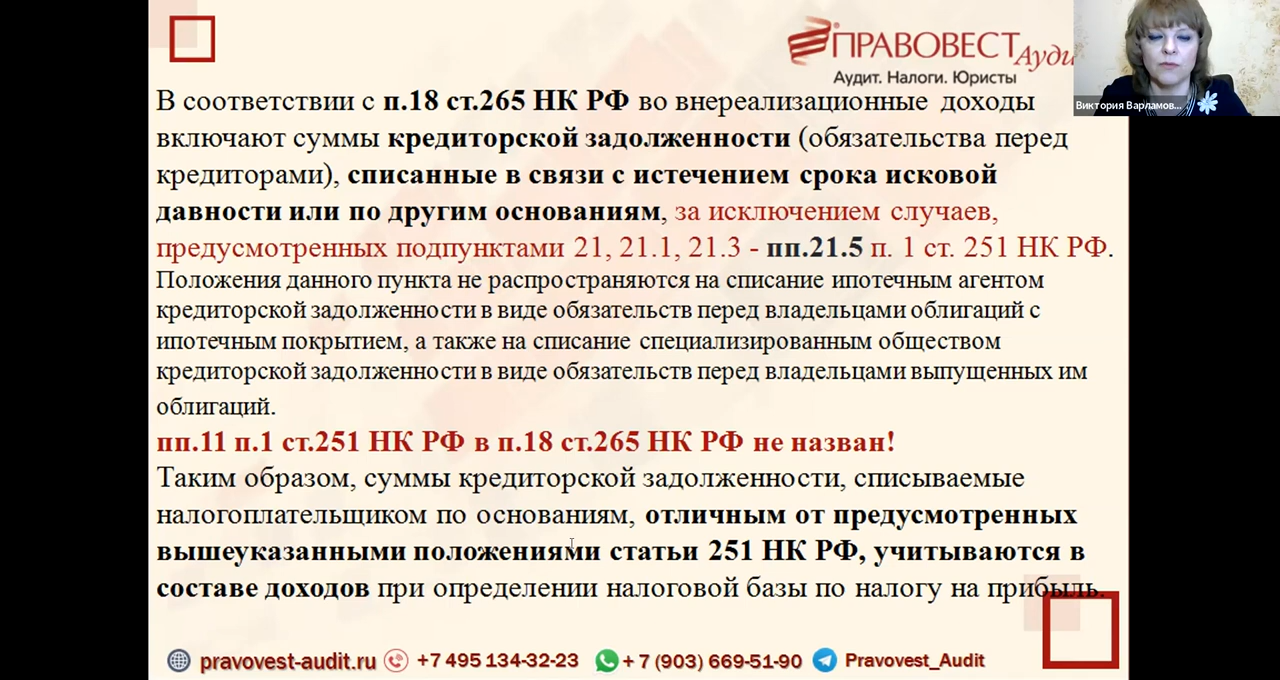 ПРАВОВЕСТ Ауди
Аудит. Налоги. Юристы
Виктория Варламов...
В соответствии с п.18 ст.265 НК РФ во внереализационные доходы
включают суммы кредиторской задолженности (обязательства перед
кредиторами), списанные в связи с истечением срока исковой
давности или по другим основаниям, за исключением случаев,
предусмотренных подпунктами 21, 21.1, 21.3 - пп.21.5 п. 1 ст. 251 НК РФ.
Положения данного пункта не распространяются на списание ипотечным агентом
кредиторской задолженности в виде обязательств перед владельцами облигаций с
ипотечным покрытием, а также на списание специализированным обществом
кредиторской задолженности в виде обязательств перед владельцами выпущенных им
облигаций.
пп.11 п.1 ст.251 НК РФ в п.18 ст.265 НК РФ не назван!
Таким образом, суммы кредиторской задолженности, списываемые
налогоплательщиком по основаниям, отличным от предусмотренных
вышеуказанными положениями статьи 251 НК РФ, учитываются в
составе доходов при определении налоговой базы по налогу на прибыль.
pravovest-audit.ru +7 495 134-32-23 + 7 (903) 669-51-90 Pravovest_Audit